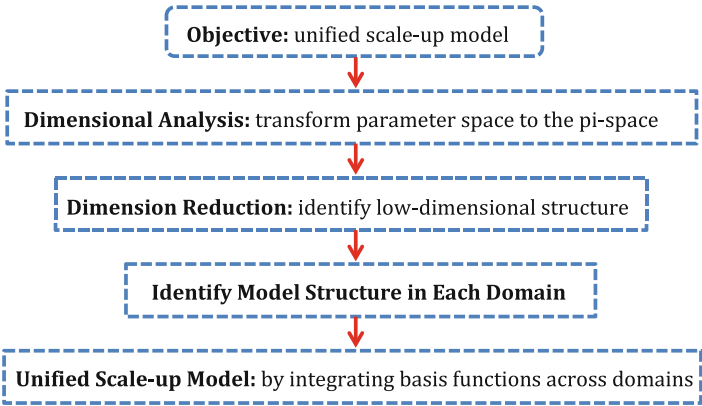 Objective: unified scale-up model
Dimensional Analysis: transform parameter space to the pi-space
Dimension Reduction: identify low-dimensional structure
Identify Model Structure in Each Domain
Unified Scale-up Model: by integrating basis functions across domains